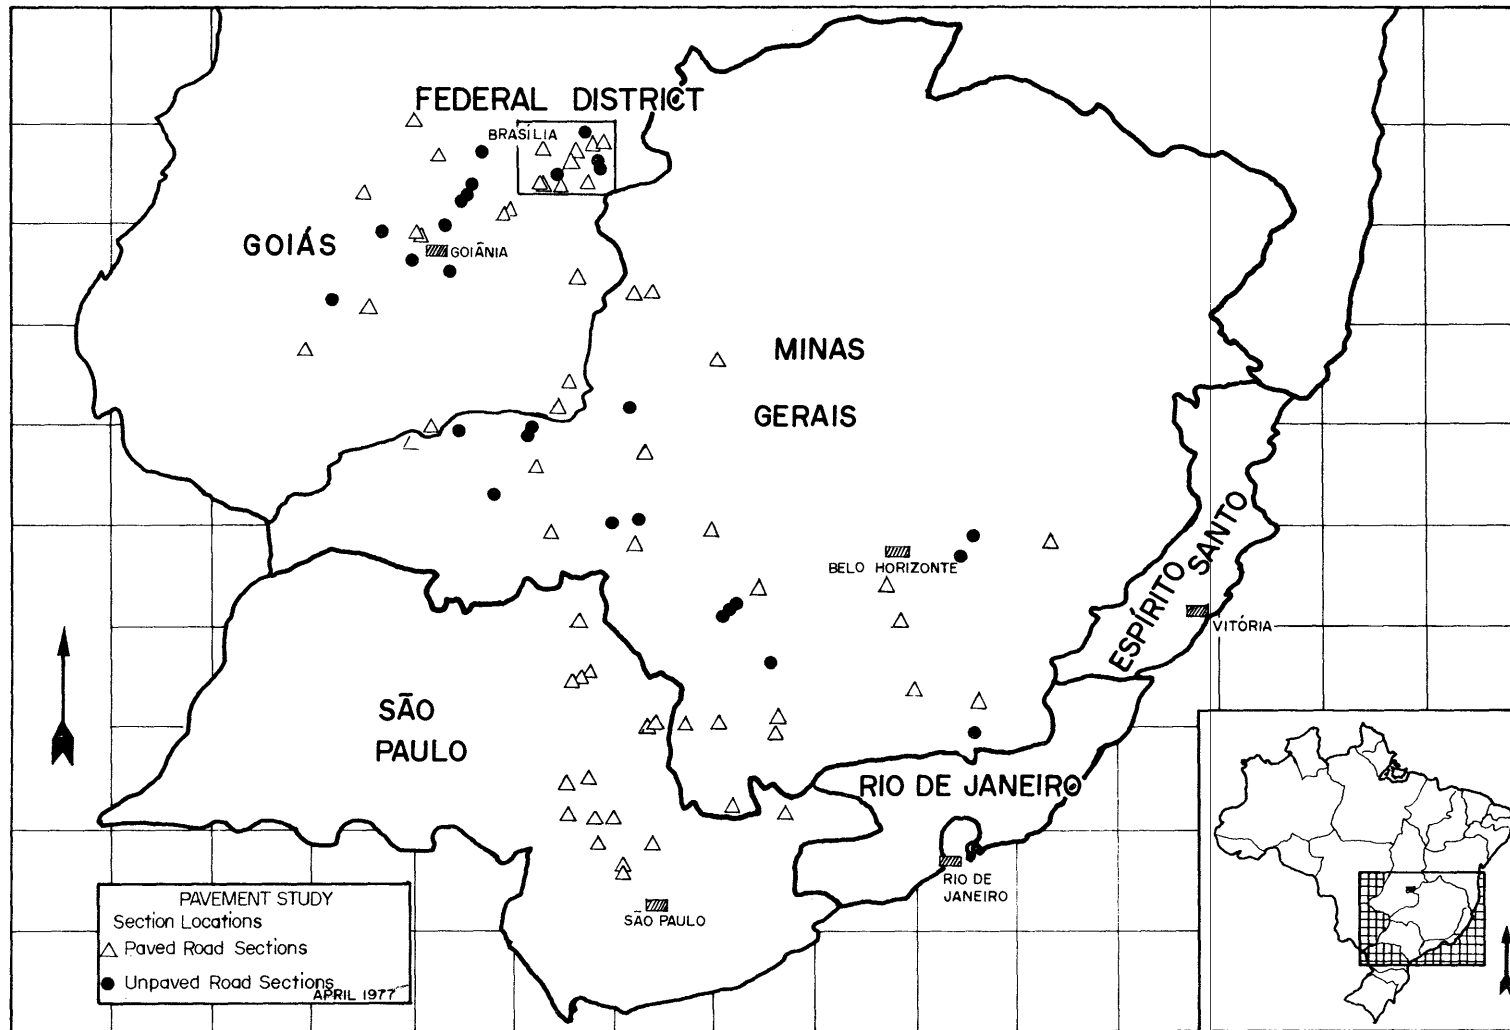 FEDERAL DISTRICT
BRASÍLIA
GOIÁS
GOIÂNIA
MINAS
GERAIS
BELO HORIZONTE
ESPÍRITO SANTO
VITÓRIA
SÃO
PAULO
RIO DE JANEIRO
RIO DE
JANEIRO
SÃO PAULO
PAVEMENT STUDY
Section Locations
Paved Road Sections
Unpaved Road Sections
APRIL 1977